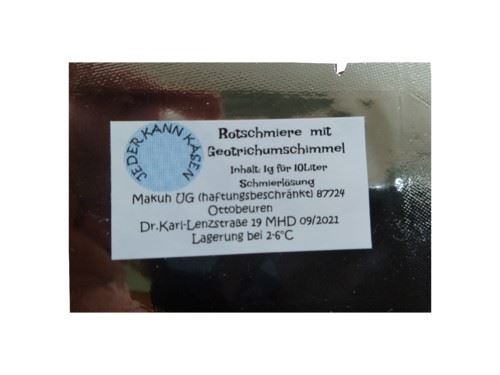 JEDER KANN KÄSEN
Rotschmiere mit
Geotrichumschimmel
Inhalt: 1g für 10Liter
Schmierlösung
Makuh UG (haftungsbeschränkt) 87724
Ottobeuren
Dr.Karl-Lenzstraße 19 MHD 09/2021
Lagerung bei 2-6°C